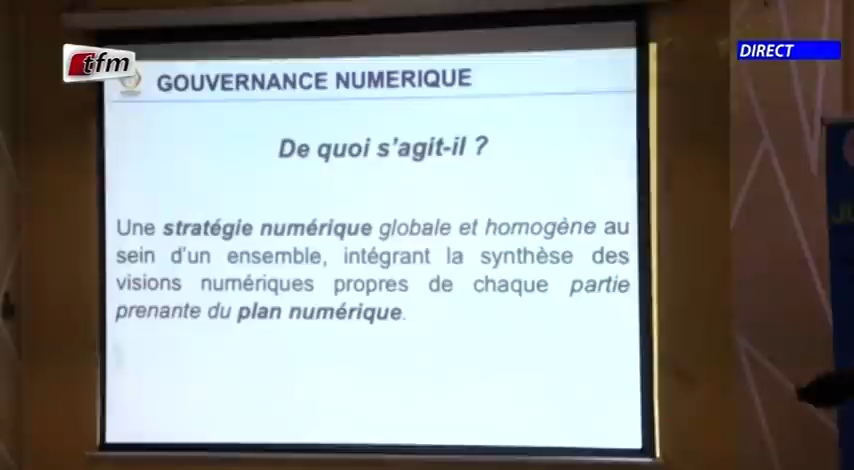 tfm
DIRECT
GOUVERNANCE NUMERIQUE
De quoi s'agit-il ?
Une stratégie numérique globale et homogène au
sein d'un ensemble, intégrant la synthèse des
visions numériques propres de chaque partie
prenante du plan numérique.